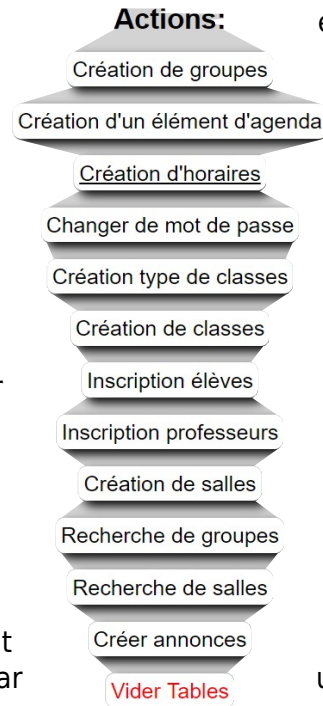 Actions:
Création de groupes
Création d'un élément d'agenda
Création d'horaires
Changer de mot de passe
Création type de classes
Création de classes
Inscription élèves
Inscription professeurs
Création de salles
Recherche de groupes
Recherche de salles
Créer annonces
Vider Tables